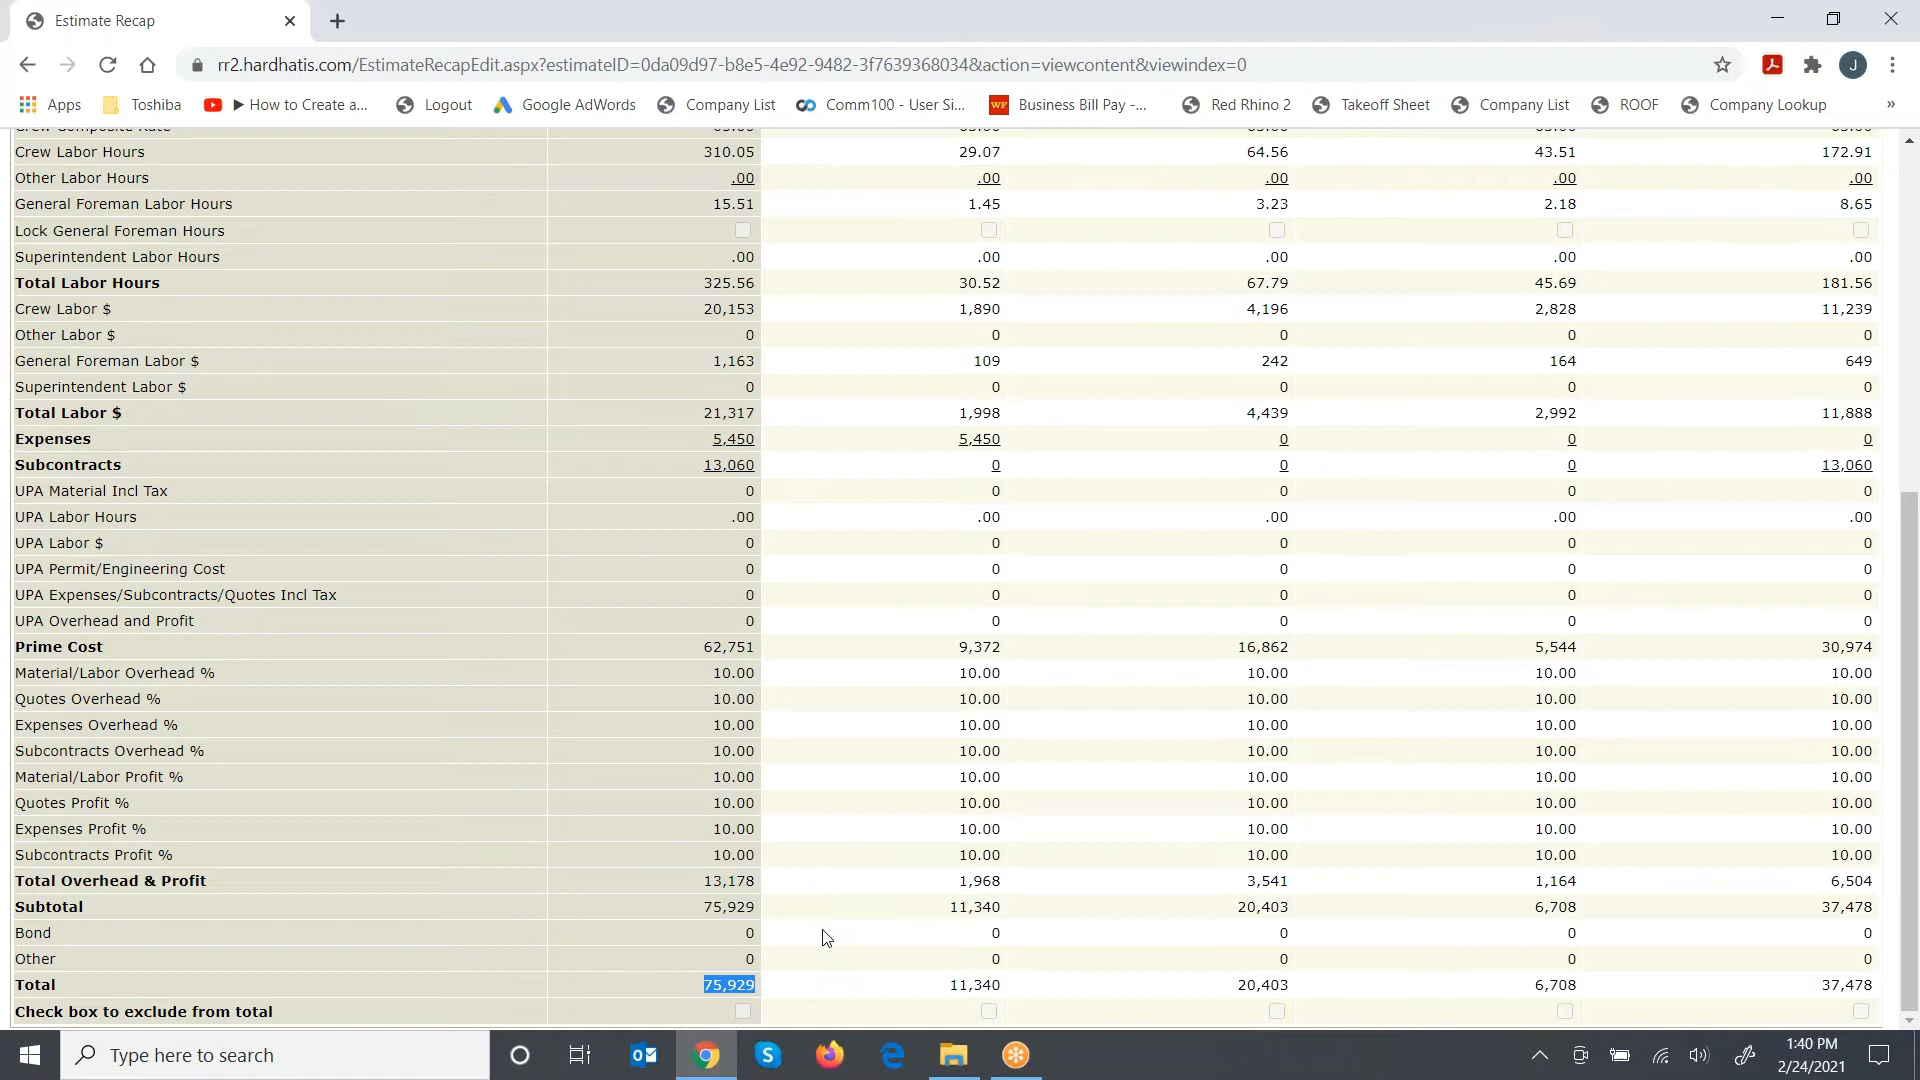 Estimate Recap
rr2.hardhatis.com/EstimateRecapEdit.aspx?estimateID=0da09d97-b8e5-4e92-9482-3f7639368034&action=viewcontent&viewindex=0
J
Apps Toshiba ▶ How to Create a... Logout Google AdWords Company List Comm100 - User Si... WF Business Bill Pay -... Red Rhino 2 Takeoff Sheet Company List ROOF Company Lookup »
Crew Composite Rate 65.00 65.00 65.00 65.00 65.00
Crew Labor Hours 310.05 29.07 64.56 43.51 172.91
Other Labor Hours .00 .00 .00 .00 .00
General Foreman Labor Hours 15.51 1.45 3.23 2.18 8.65
Lock General Foreman Hours
Superintendent Labor Hours .00 .00 .00 .00 .00
Total Labor Hours 325.56 30.52 67.79 45.69 181.56
Crew Labor $ 20,153 1,890 4,196 2,828 11,239
Other Labor $ 0 0 0 0 0
General Foreman Labor $ 1,163 109 242 164 649
Superintendent Labor $ 0 0 0 0 0
Total Labor $ 21,317 1,998 4,439 2,992 11,888
Expenses 5,450 5,450 0 0 0
Subcontracts 13,060 0 0 0 13,060
UPA Material Incl Tax 0 0 0 0 0
UPA Labor Hours .00 .00 .00 .00 .00
UPA Labor $ 0 0 0 0 0
UPA Permit/Engineering Cost 0 0 0 0 0
UPA Expenses/Subcontracts/Quotes Incl Tax 0 0 0 0 0
UPA Overhead and Profit 0 0 0 0 0
Prime Cost 62,751 9,372 16,862 5,544 30,974
Material/Labor Overhead % 10.00 10.00 10.00 10.00 10.00
Quotes Overhead % 10.00 10.00 10.00 10.00 10.00
Expenses Overhead % 10.00 10.00 10.00 10.00 10.00
Subcontracts Overhead % 10.00 10.00 10.00 10.00 10.00
Material/Labor Profit % 10.00 10.00 10.00 10.00 10.00
Quotes Profit % 10.00 10.00 10.00 10.00 10.00
Expenses Profit % 10.00 10.00 10.00 10.00 10.00
Subcontracts Profit % 10.00 10.00 10.00 10.00 10.00
Total Overhead & Profit 13,178 1,968 3,541 1,164 6,504
Subtotal 75,929 11,340 20,403 6,708 37,478
Bond 0 0 0 0 0
Other 0 0 0 0 0
Total 75,929 11,340 20,403 6,708 37,478
Check box to exclude from total
Type here to search
1:40 PM
2/24/2021